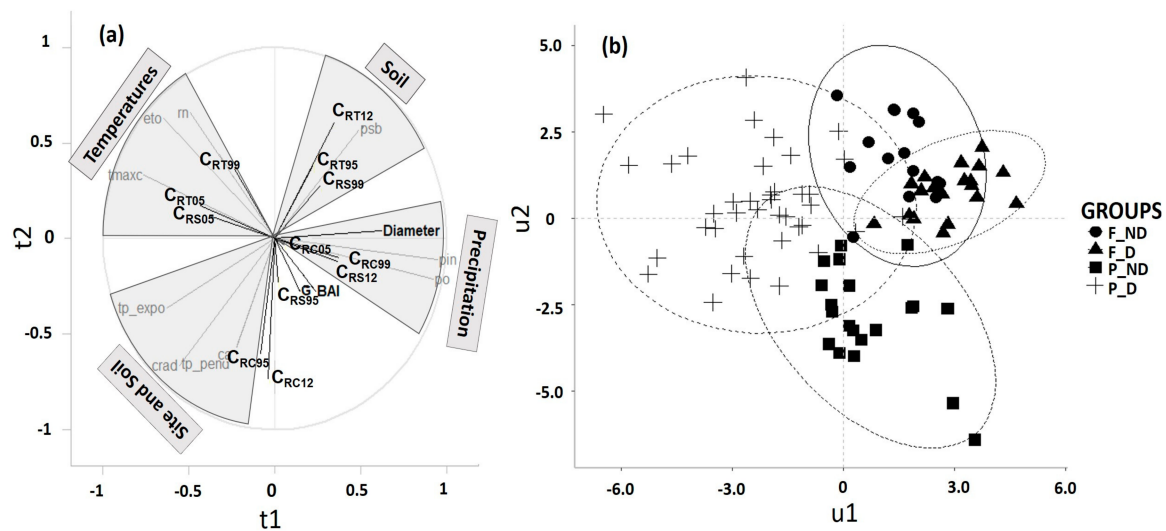 (a)
Temperatures
Soil
Precipitation
Site and Soil
rn
eto
tmaxc
CRT99
CRT05
CRS05
CRT12
psb
CRT95
CRS99
Diameter
CRC05
CRC99
CRS12
pin
po
G_BAI
CRS95
tp_expo
crad
tp_pend
ca
CRC95
CRC12
1
0.5
0
-0.5
-1
t2
-1
-0.5
0
0.5
1
t1
(b)
5.0
2.5
0
-2.5
-5.0
u2
-6.0
-3.0
0
3.0
6.0
u1
GROUPS
F_ND
F_D
P_ND
P_D